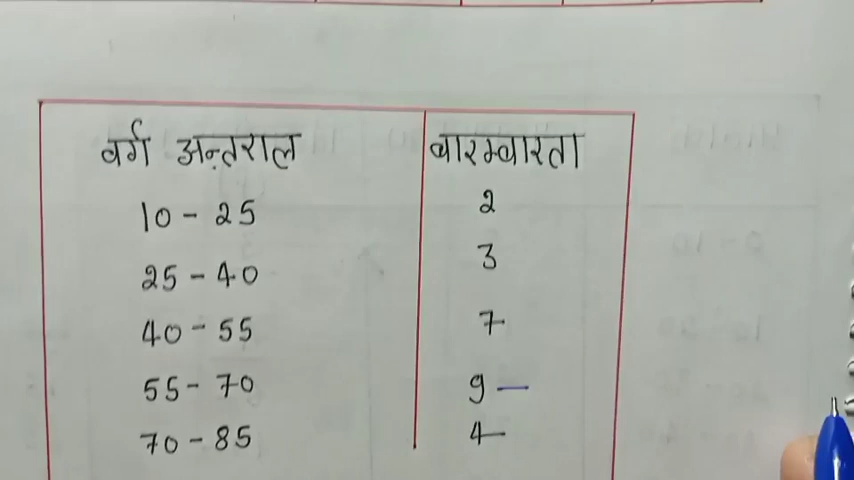 वर्ग अन्तराल बारम्बारता
10 - 25 2
25 - 40 3
40 - 55 7
55 - 70 9 —
70 - 85 4